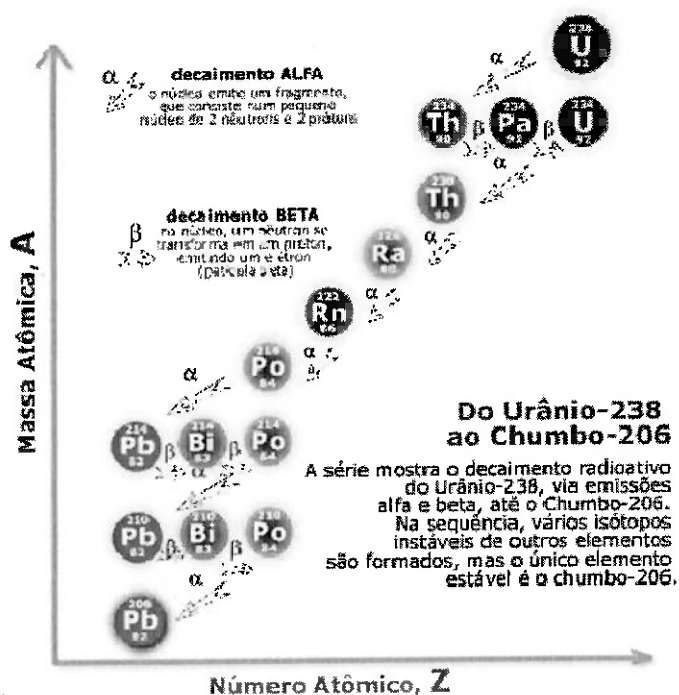 238
U
92
α
decaimento ALFA
o núcleo emite um fragmento,
que consiste num pequeno
núcleo de 2 nêutrons e 2 prótons
α
234
Th
90
β
234
Pa
β
234
U
92
α
230
Th
90
β
decaimento BETA
no núcleo, um nêutron se
transforma em um próton,
emitindo um elétron
(partícula beta)
α
Ra
88
α
222
Rn
86
α
218
Po
84
α
214
Pb
82
β
214
Bi
83
β
214
Po
84
α
210
Pb
82
β
210
Bi
83
β
210
Po
84
α
206
Pb
82
Do Urânio-238
ao Chumbo-206
A série mostra o decaimento radioativo
do Urânio-238, via emissões
alfa e beta, até o Chumbo-206.
Na sequência, vários isótopos
instáveis de outros elementos
são formados, mas o único elemento
estável é o chumbo-206.
Massa Atômica, A
Número Atômico, Z